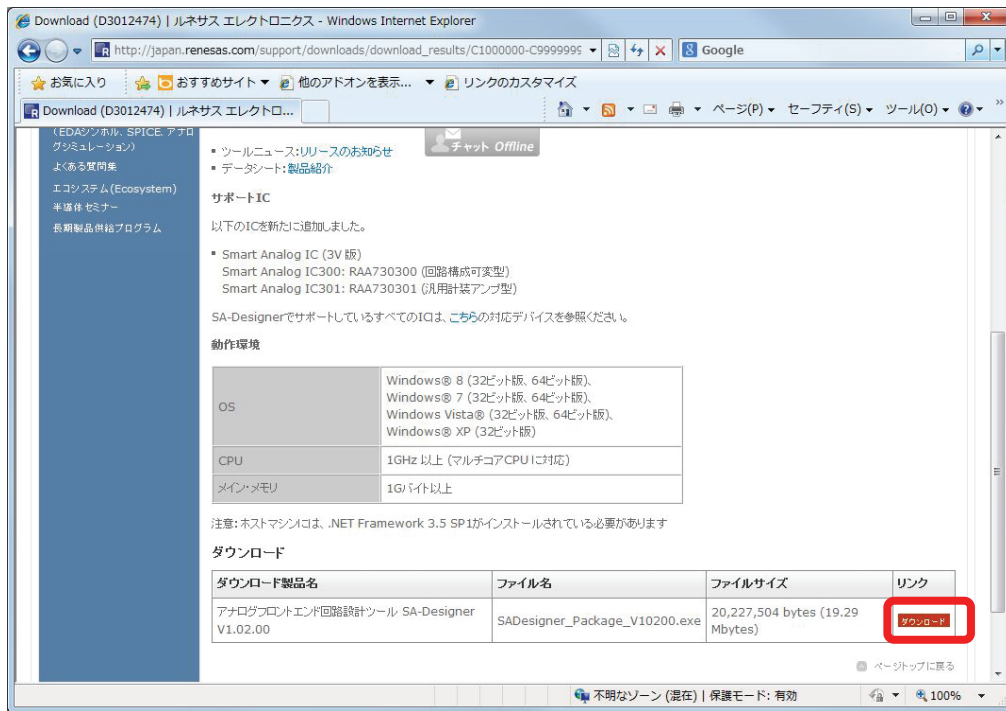 Download (D3012474) | ルネサス エレクトロニクス - Windows Internet Explorer
http://japan.renesas.com/support/downloads/download_results/C1000000-C9999999
Google
お気に入り
おすすめサイト
他のアドオンを表示...
リンクのカスタマイズ
Download (D3012474) | ルネサス エレクトロ...
ページ(P)
セーフティ(S)
ツール(O)
(EDAシンボル、SPICE、アナロ
グシミュレーション)
よくある質問集
エコシステム(Ecosystem)
半導体セミナー
長期製品供給プログラム
チャット Offline
▪ ツールニュース:リリースのお知らせ
▪ データシート:製品紹介
サポートIC
以下のICを新たに追加しました。
▪ Smart Analog IC (3V 版)
Smart Analog IC300: RAA730300 (回路構成可変型)
Smart Analog IC301: RAA730301 (汎用計装アンプ型)
SA-DesignerでサポートしているすべてのICは、こちらの対応デバイスを参照ください。
動作環境
OS
Windows® 8 (32ビット版、64ビット版)、
Windows® 7 (32ビット版、64ビット版)、
Windows Vista® (32ビット版、64ビット版)、
Windows® XP (32ビット版)
CPU
1GHz 以上 (マルチコアCPUに対応)
メイン・メモリ
1Gバイト以上
注意:ホストマシンには、.NET Framework 3.5 SP1がインストールされている必要があります
ダウンロード
ダウンロード製品名
ファイル名
ファイルサイズ
リンク
アナログフロントエンド回路設計ツール SA-Designer
V1.02.00
SADesigner_Package_V10200.exe
20,227,504 bytes (19.29
Mbytes)
ダウンロード
ページトップに戻る
不明なゾーン (混在) | 保護モード: 有効
100%